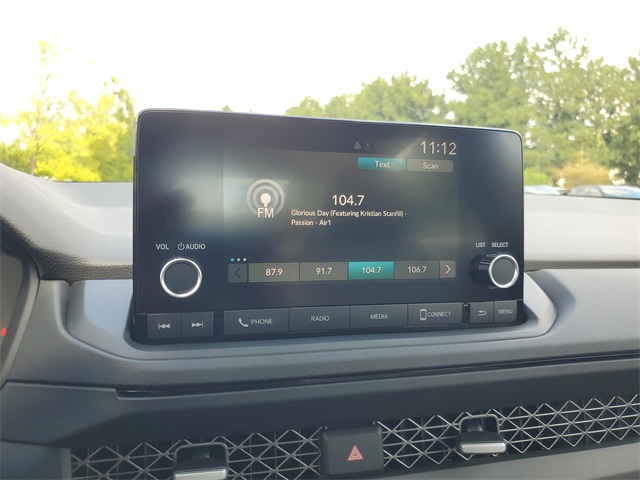 11:12
Text Scan
FM
104.7
Glorious Day (Featuring Kristian Stanfill) -
Passion - Air1
VOL AUDIO
LIST SELECT
87.9 91.7 104.7 106.7
PHONE RADIO MEDIA CONNECT MENU